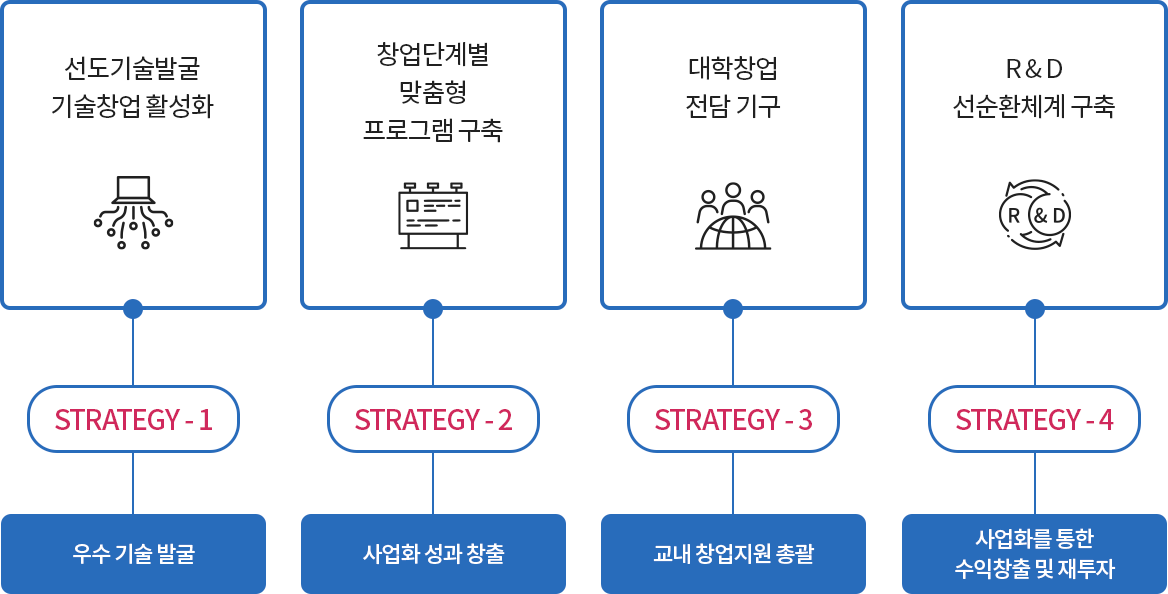 선도기술발굴
기술창업 활성화
창업단계별
맞춤형
프로그램 구축
대학창업
전담 기구
R & D
선순환체계 구축
R & D
STRATEGY - 1
STRATEGY - 2
STRATEGY - 3
STRATEGY - 4
우수 기술 발굴
사업화 성과 창출
교내 창업지원 총괄
사업화를 통한
수익창출 및 재투자